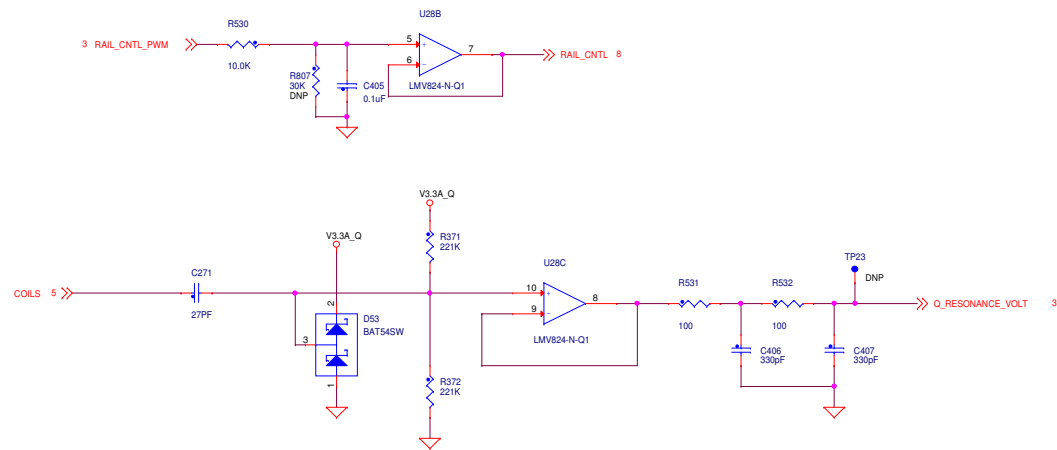 U28B
R530
3 RAIL_CNTL_PWM
10.0K
5
+
6
−
7
RAIL_CNTL 8
R807
30K
DNP
C405
0.1uF
LMV824-N-Q1
V3.3A_Q
R371
221K
V3.3A_Q
C271
COILS 5
27PF
2
D53
BAT54SW
3
1
R372
221K
U28C
10
+
9
−
8
LMV824-N-Q1
R531
100
R532
100
TP23
DNP
Q_RESONANCE_VOLT 3
C406
330pF
C407
330pF